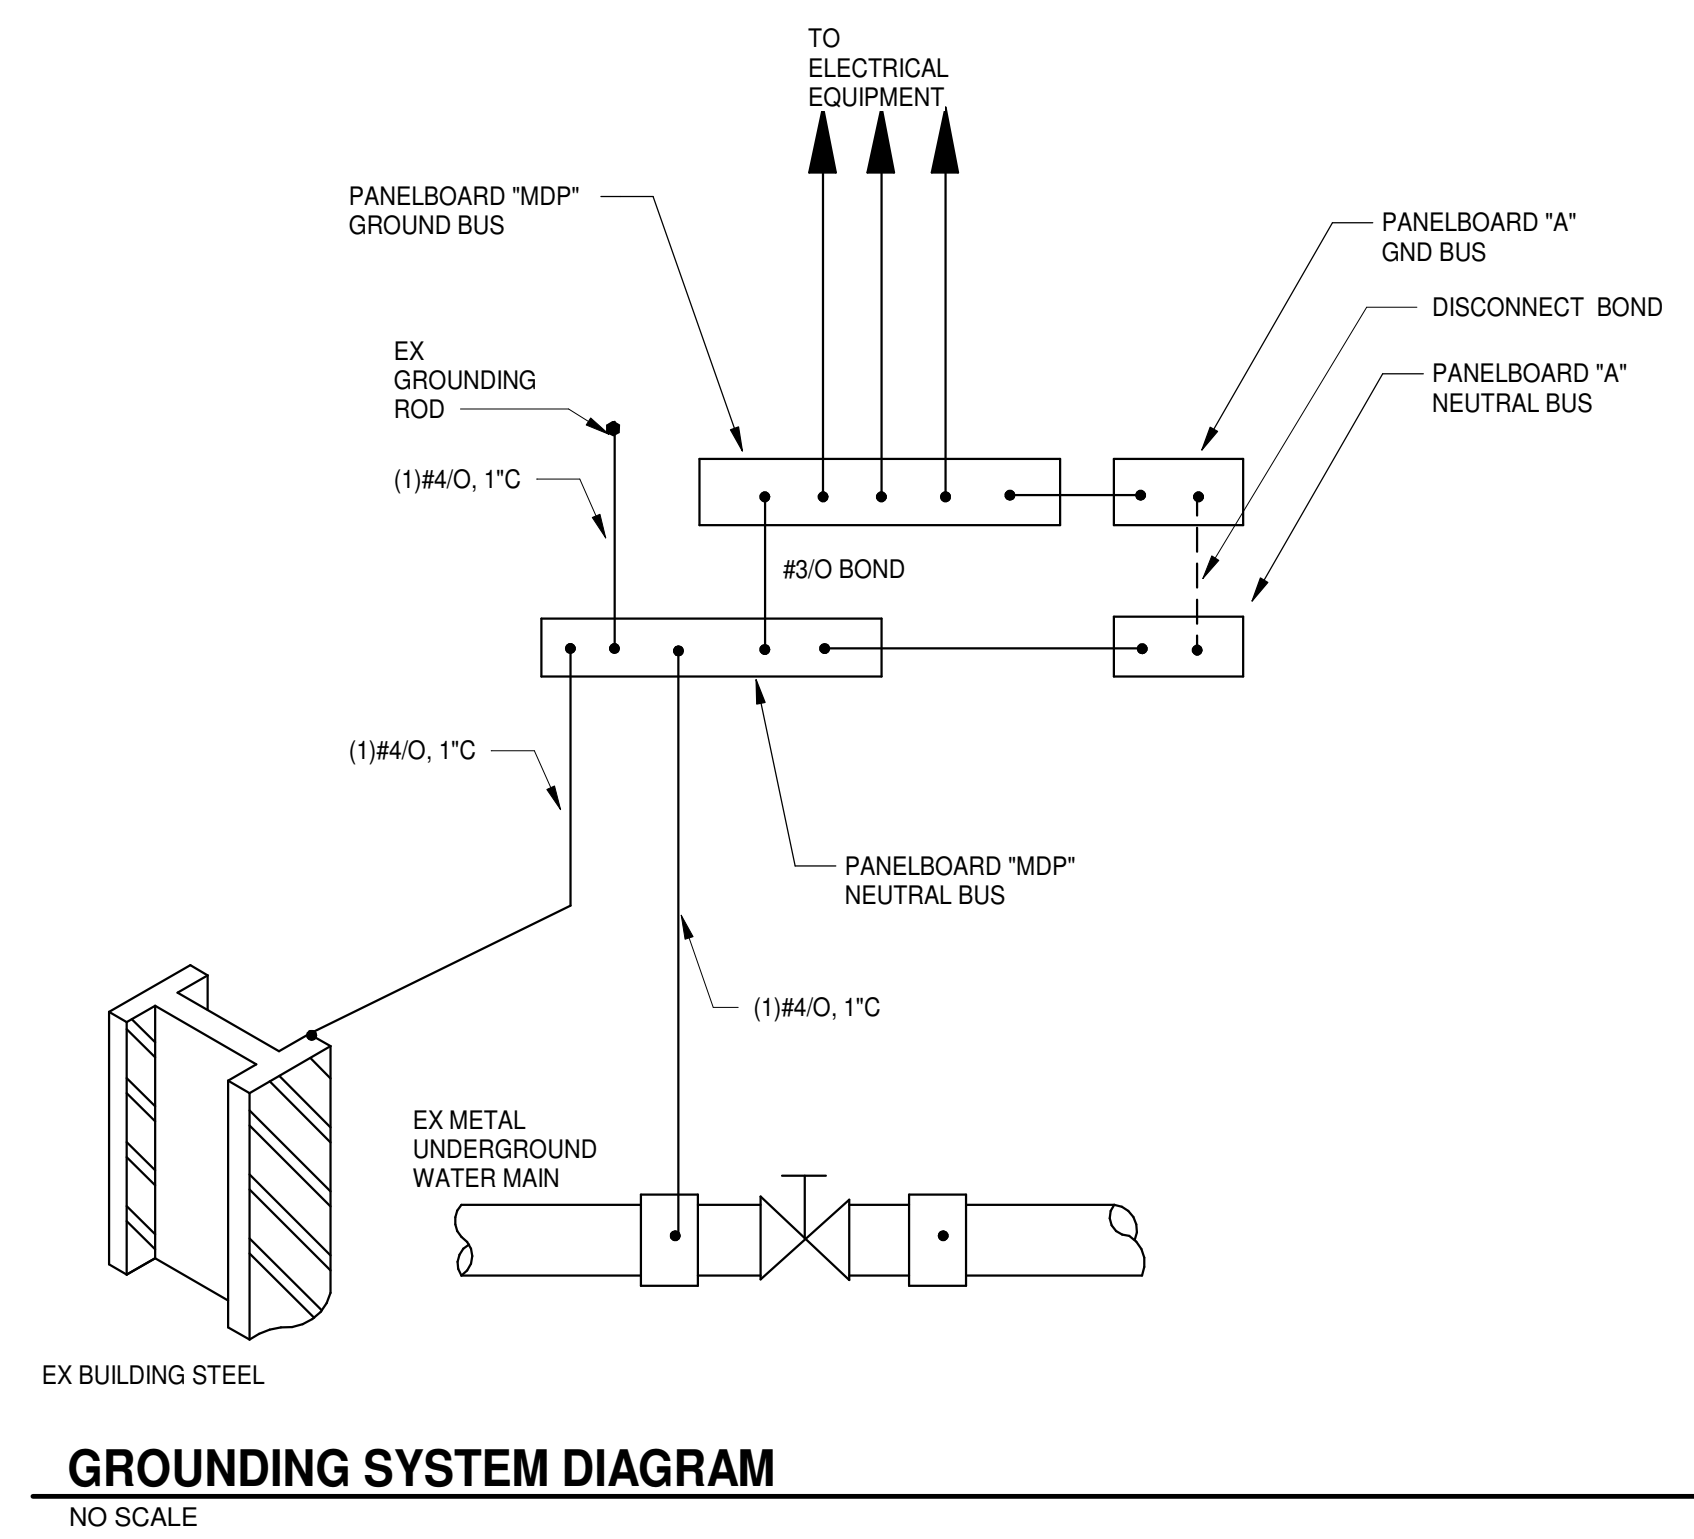 TO
ELECTRICAL
EQUIPMENT
PANELBOARD "MDP"
GROUND BUS
PANELBOARD "A"
GND BUS
DISCONNECT BOND
EX
GROUNDING
ROD
PANELBOARD "A"
NEUTRAL BUS
(1)#4/O, 1"C
#3/O BOND
(1)#4/O, 1"C
PANELBOARD "MDP"
NEUTRAL BUS
(1)#4/O, 1"C
EX METAL
UNDERGROUND
WATER MAIN
EX BUILDING STEEL
GROUNDING SYSTEM DIAGRAM
NO SCALE